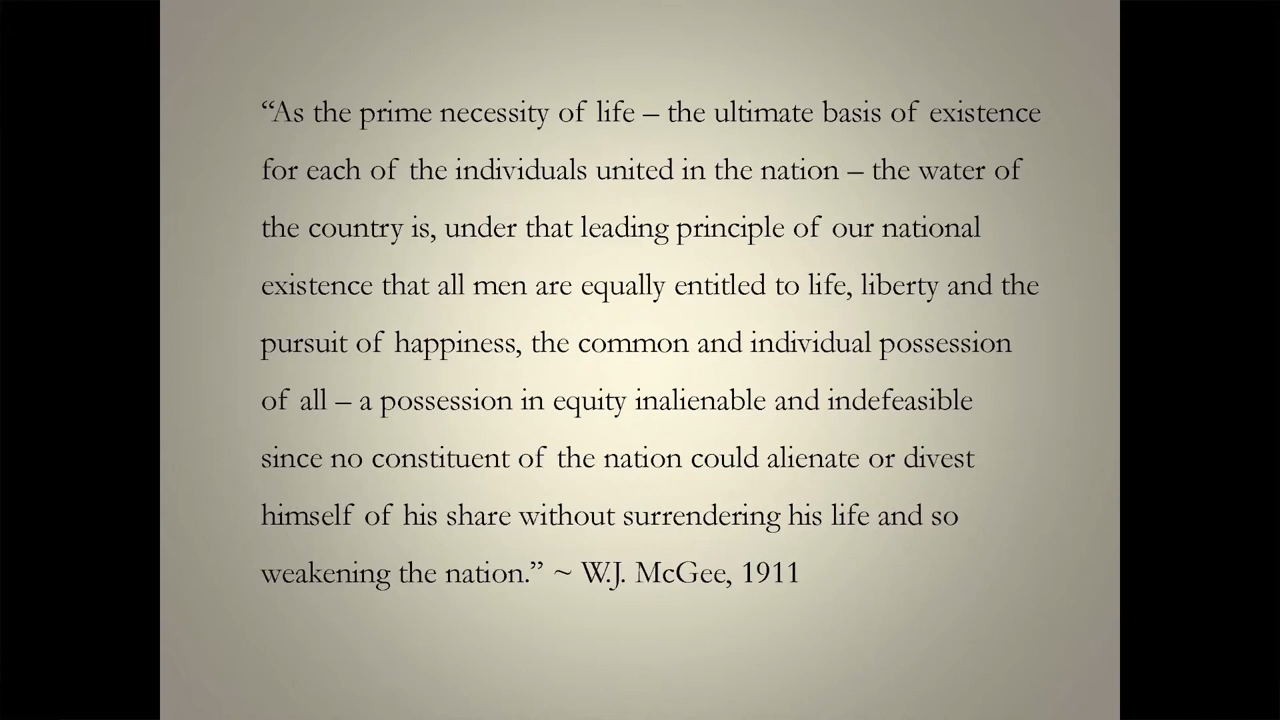 “As the prime necessity of life – the ultimate basis of existence
for each of the individuals united in the nation – the water of
the country is, under that leading principle of our national
existence that all men are equally entitled to life, liberty and the
pursuit of happiness, the common and individual possession
of all – a possession in equity inalienable and indefeasible
since no constituent of the nation could alienate or divest
himself of his share without surrendering his life and so
weakening the nation.” ~ W.J. McGee, 1911